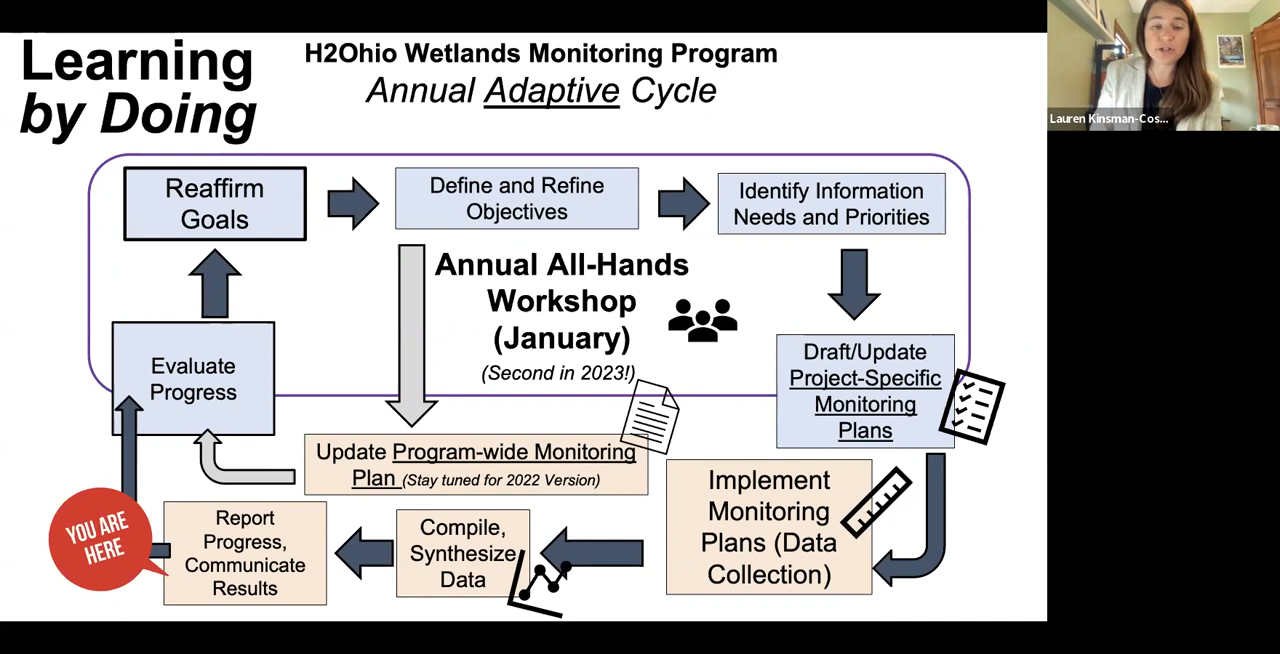 Learning
by Doing
H2Ohio Wetlands Monitoring Program
Annual Adaptive Cycle
Lauren Kinsman-Cos...
Reaffirm
Goals
Define and Refine
Objectives
Identify Information
Needs and Priorities
Annual All-Hands
Workshop
(January)
(Second in 2023!)
Evaluate
Progress
Draft/Update
Project-Specific
Monitoring
Plans
Update Program-wide Monitoring
Plan (Stay tuned for 2022 Version)
Implement
Monitoring
Plans (Data
Collection)
Compile,
Synthesize
Data
Report
Progress,
Communicate
Results
YOU ARE
HERE